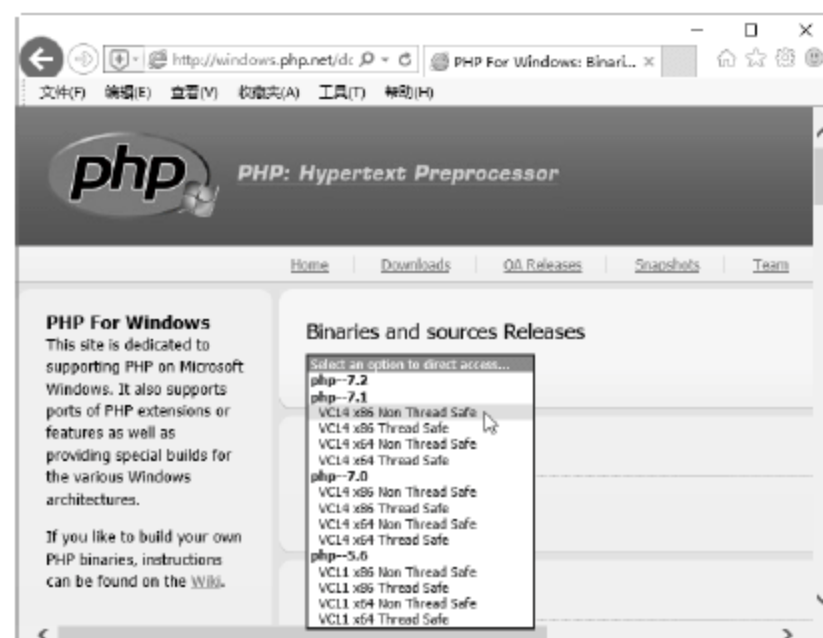 http://windows.php.net/dc
PHP For Windows: Binari...
文件(F) 编辑(E) 查看(V) 收藏夹(A) 工具(T) 帮助(H)
php
PHP: Hypertext Preprocessor
Home Downloads QA Releases Snapshots Team
PHP For Windows
This site is dedicated to
supporting PHP on Microsoft
Windows. It also supports
ports of PHP extensions or
features as well as
providing special builds for
the various Windows
architectures.
If you like to build your own
PHP binaries, instructions
can be found on the Wiki.
Binaries and sources Releases
Select an option to direct access...
php--7.2
php--7.1
VC14 x86 Non Thread Safe
VC14 x86 Thread Safe
VC14 x64 Non Thread Safe
VC14 x64 Thread Safe
php--7.0
VC14 x86 Non Thread Safe
VC14 x86 Thread Safe
VC14 x64 Non Thread Safe
VC14 x64 Thread Safe
php--5.6
VC11 x86 Non Thread Safe
VC11 x86 Thread Safe
VC11 x64 Non Thread Safe
VC11 x64 Thread Safe